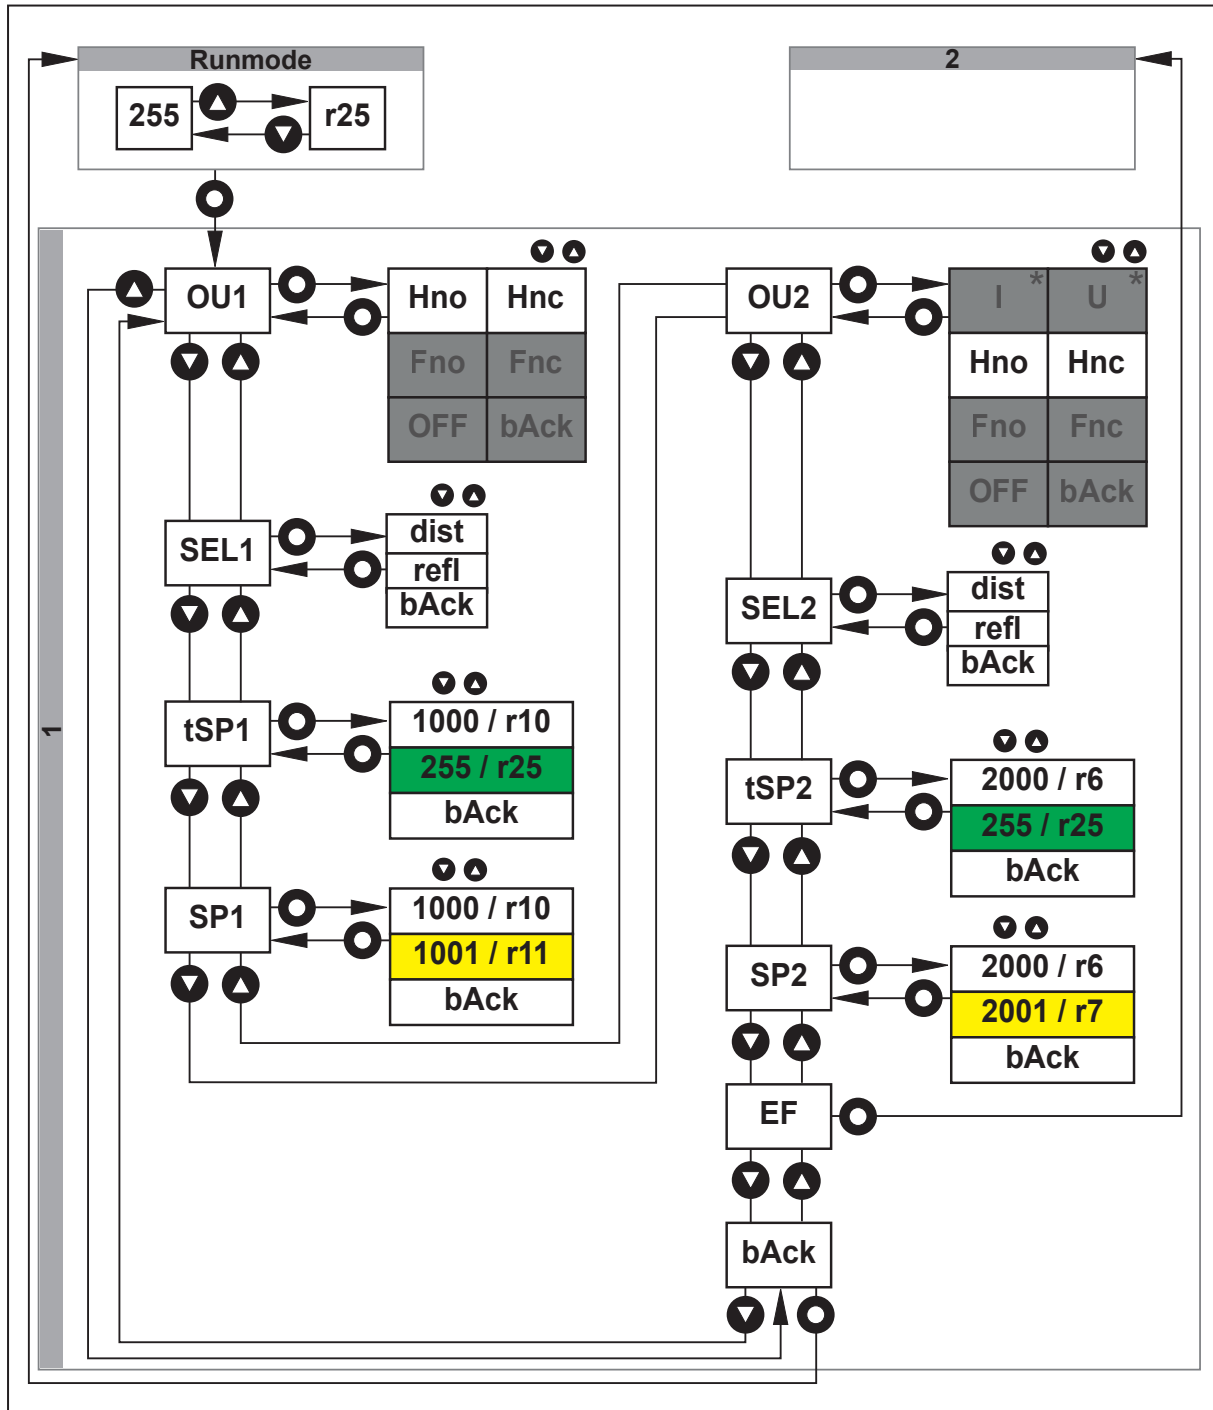 Runmode
255
r25
2
1
OU1
Hno Hnc
Fno Fnc
OFF bAck
SEL1
dist
refl
bAck
tSP1
1000 / r10
255 / r25
bAck
SP1
1000 / r10
1001 / r11
bAck
OU2
I * U *
Hno Hnc
Fno Fnc
OFF bAck
SEL2
dist
refl
bAck
tSP2
2000 / r6
255 / r25
bAck
SP2
2000 / r6
2001 / r7
bAck
EF
bAck